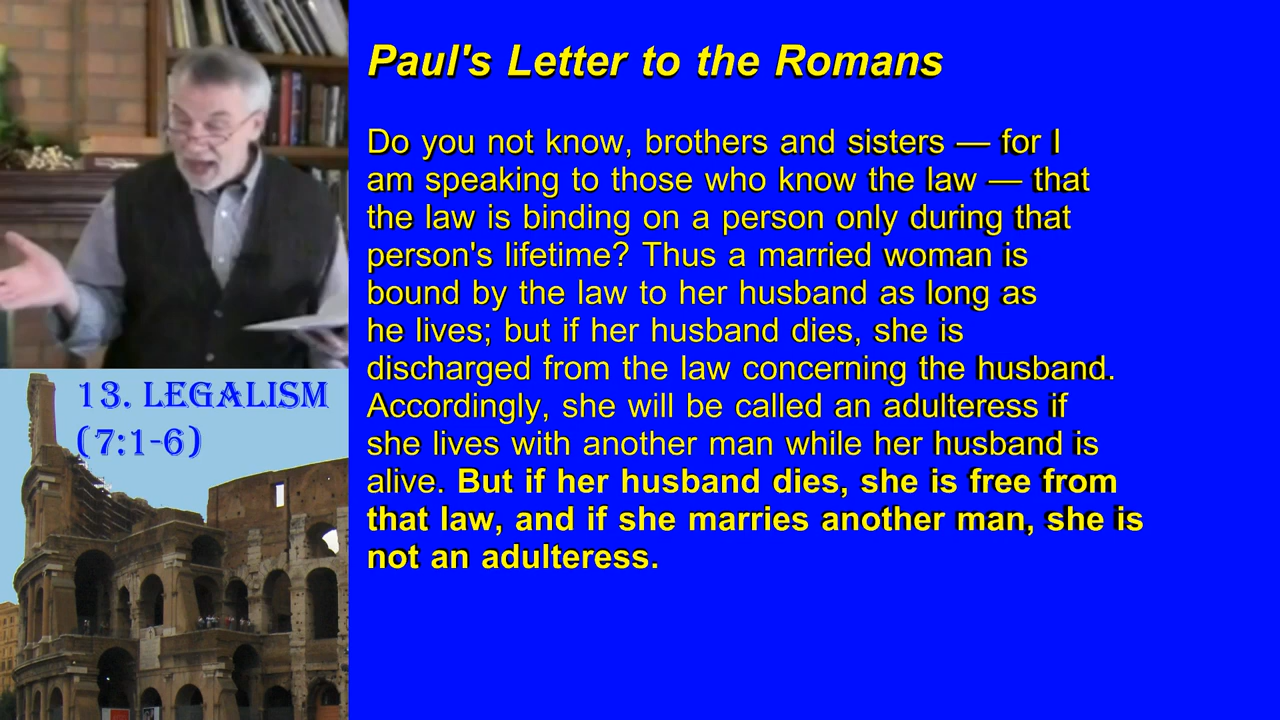 Paul's Letter to the Romans
Do you not know, brothers and sisters — for I
am speaking to those who know the law — that
the law is binding on a person only during that
person's lifetime? Thus a married woman is
bound by the law to her husband as long as
he lives; but if her husband dies, she is
discharged from the law concerning the husband.
Accordingly, she will be called an adulteress if
she lives with another man while her husband is
alive. But if her husband dies, she is free from
that law, and if she marries another man, she is
not an adulteress.
13. LEGALISM
(7:1-6)